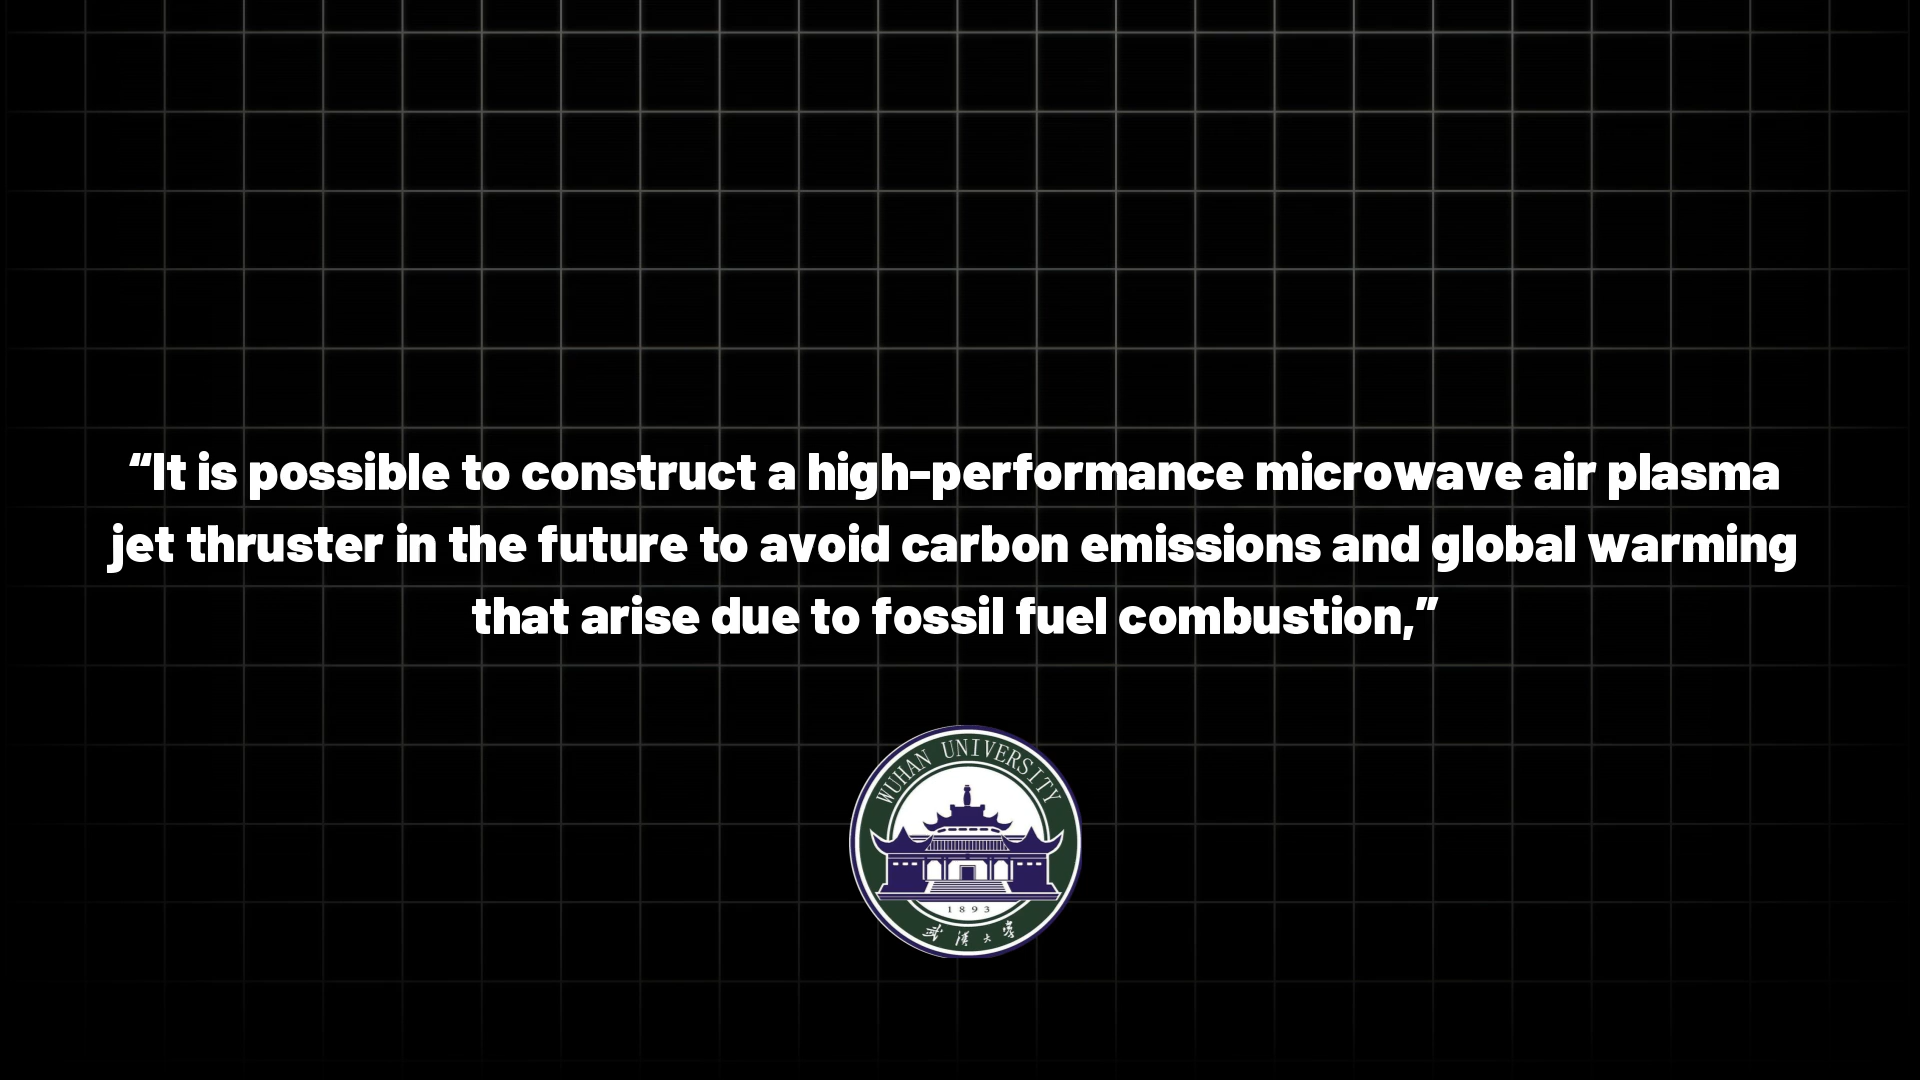 “It is possible to construct a high-performance microwave air plasma
jet thruster in the future to avoid carbon emissions and global warming
that arise due to fossil fuel combustion,”
WUHAN UNIVERSITY
1893
武漢大學